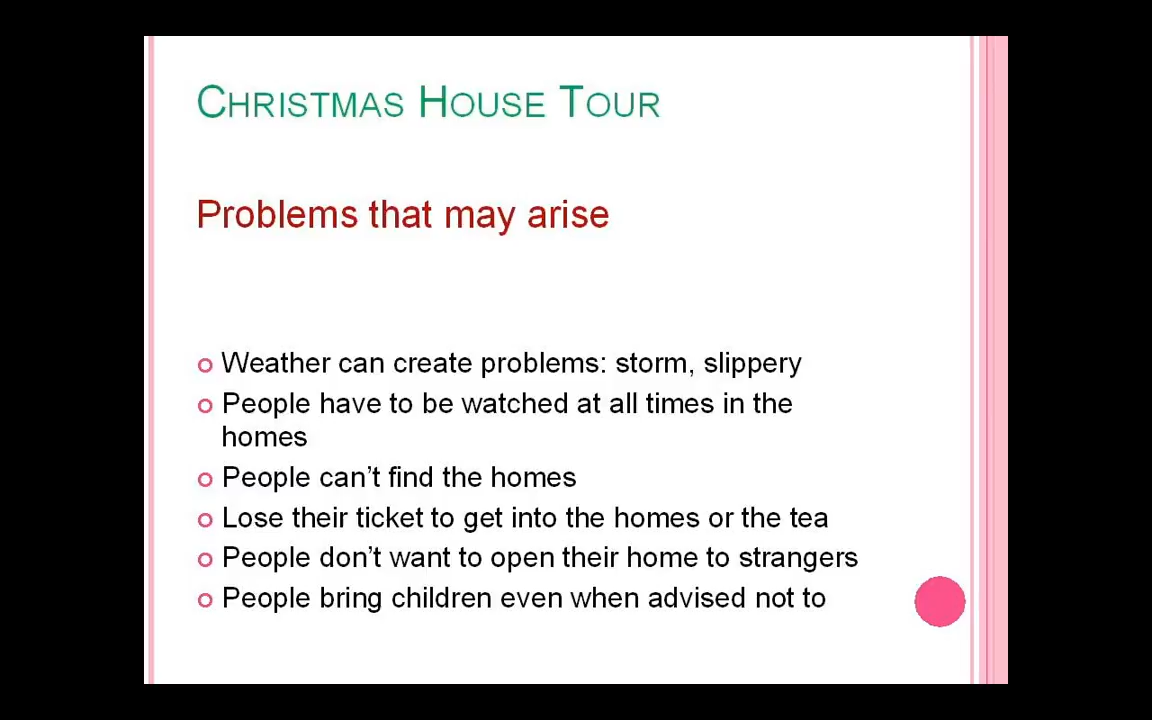 Christmas House Tour
Problems that may arise
Weather can create problems: storm, slippery
People have to be watched at all times in the
homes
People can't find the homes
Lose their ticket to get into the homes or the tea
People don't want to open their home to strangers
People bring children even when advised not to